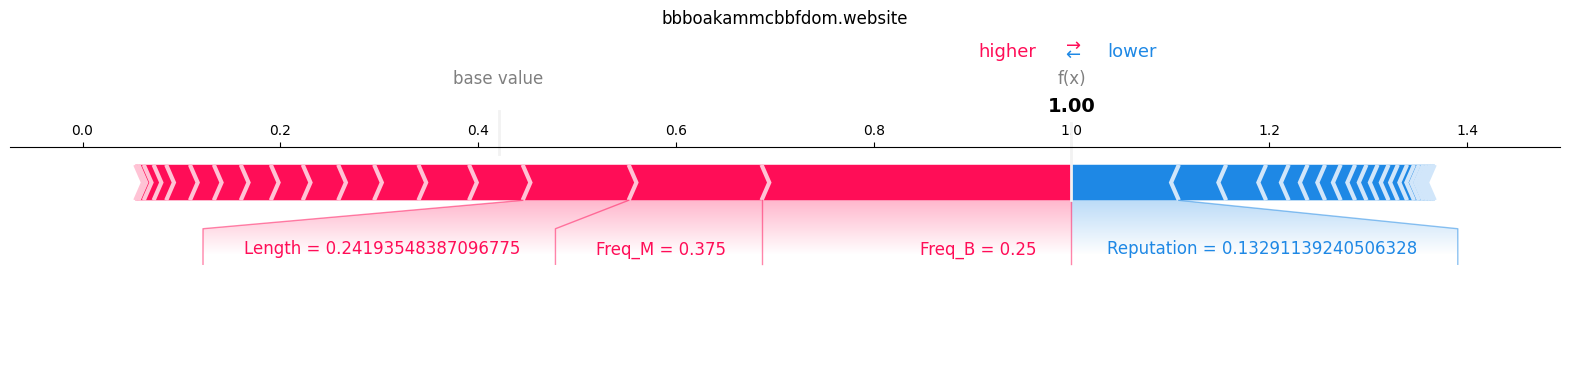 bbboakammcbbfdom.website
higher ⇄ lower
base value f(x)
1.00
0.0 0.2 0.4 0.6 0.8 1.0 1.2 1.4
Length = 0.24193548387096775 Freq_M = 0.375 Freq_B = 0.25 Reputation = 0.13291139240506328